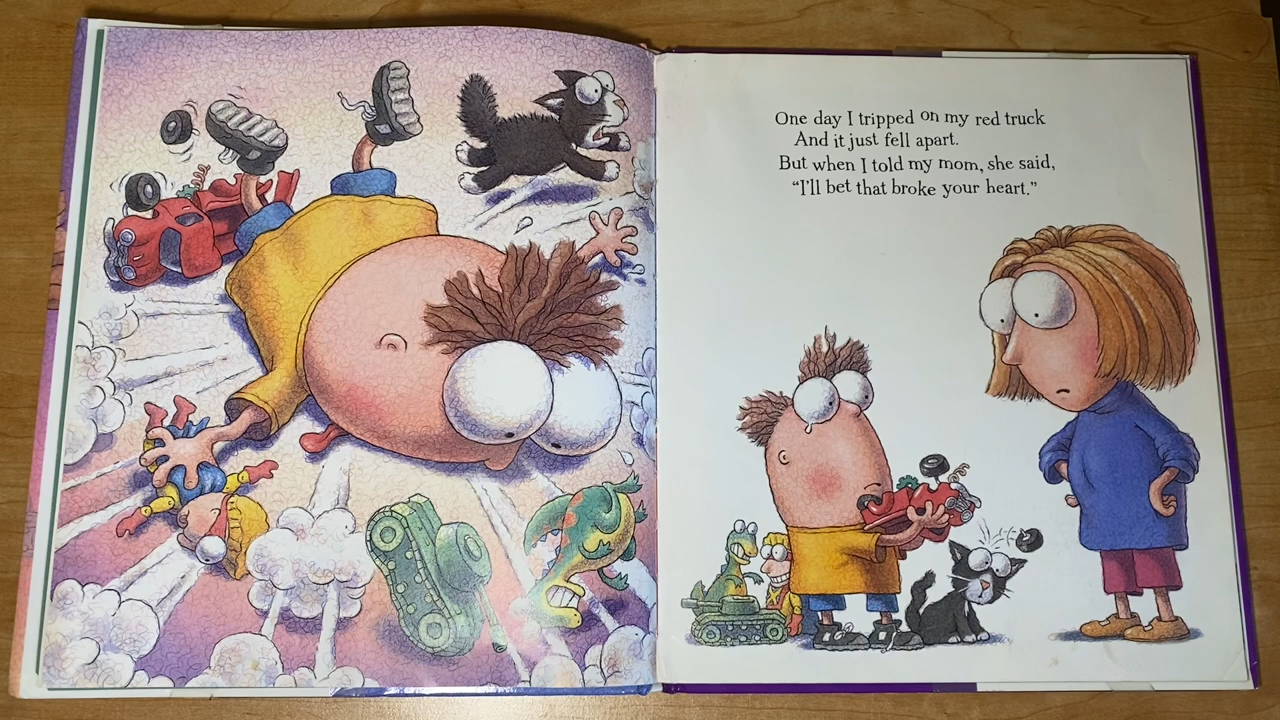 One day I tripped on my red truck
And it just fell apart.
But when I told my mom, she said,
“I’ll bet that broke your heart.”